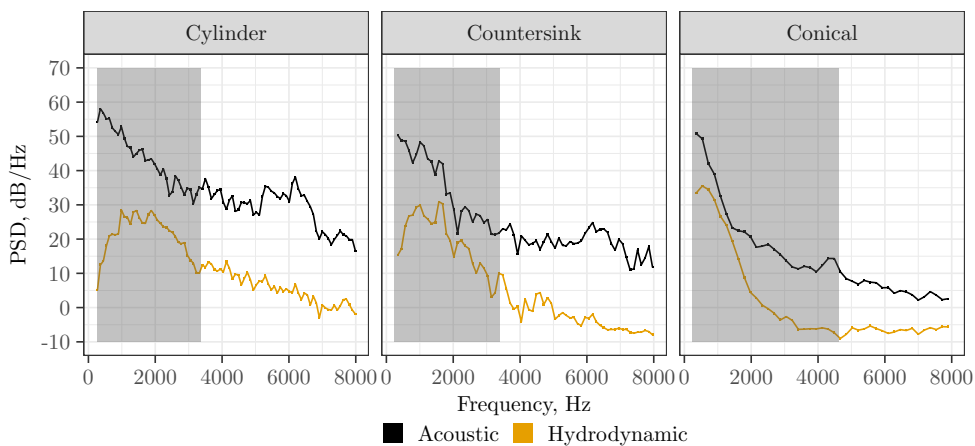 Cylinder Countersink Conical
70
60
50
40
30
20
10
0
-10
PSD, dB/Hz
0 2000 4000 6000 8000 0 2000 4000 6000 8000 0 2000 4000 6000 8000
Frequency, Hz
Acoustic Hydrodynamic